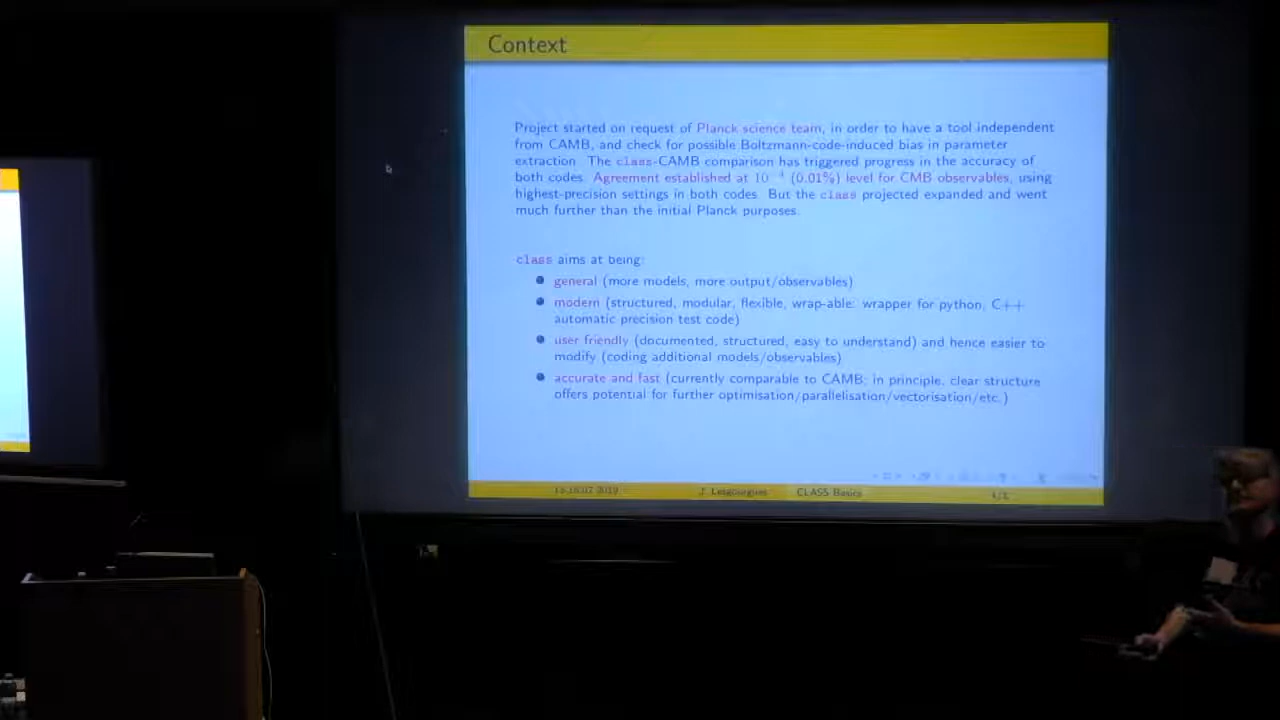 Context
Project started on request of Planck science team, in order to have a tool independent
from CAMB, and check for possible Boltzmann-code-induced bias in parameter
extraction. The class-CAMB comparison has triggered progress in the accuracy of
both codes. Agreement established at 10⁻⁴ (0.01%) level for CMB observables, using
highest-precision settings in both codes. But the class projected expanded and went
much further than the initial Planck purposes.
class aims at being:
general (more models, more output/observables)
modern (structured, modular, flexible, wrap-able: wrapper for python, C++
automatic precision test code)
user friendly (documented, structured, easy to understand) and hence easier to
modify (coding additional models/observables)
accurate and fast (currently comparable to CAMB; in principle, clear structure
offers potential for further optimisation/parallelisation/vectorisation/etc.)
J. Lesgourgues CLASS Basics